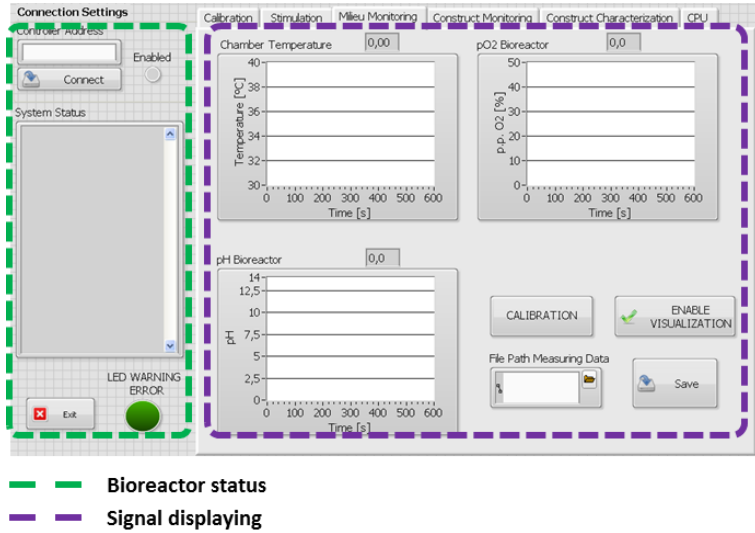 Connection Settings
Controller Address
Enabled
Connect
System Status
LED WARNING
ERROR
Exit
Calibration Stimulation Milieu Monitoring Construct Monitoring Construct Characterization CPU
Chamber Temperature 0,00
Temperature [ºC]
40
38
36
34
32
30
0 100 200 300 400 500 600
Time [s]
pO2 Bioreactor 0,0
p.p. O2 [%]
50
40
30
20
10
0
0 100 200 300 400 500 600
Time [s]
pH Bioreactor 0,0
pH
14
12,5
10
7,5
5
2,5
0
0 100 200 300 400 500 600
Time [s]
CALIBRATION
ENABLE
VISUALIZATION
File Path Measuring Data
Save
Bioreactor status
Signal displaying